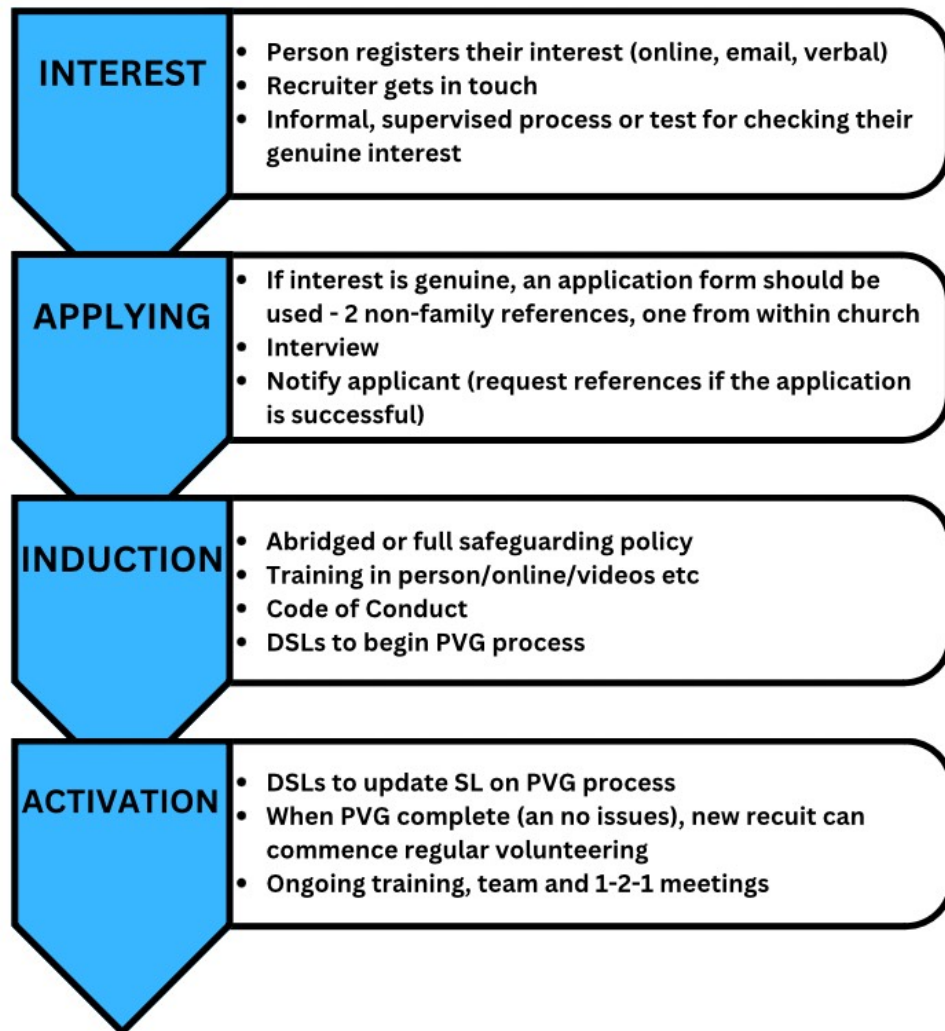 INTEREST
• Person registers their interest (online, email, verbal)
• Recruiter gets in touch
• Informal, supervised process or test for checking their
genuine interest
APPLYING
• If interest is genuine, an application form should be
used - 2 non-family references, one from within church
• Interview
• Notify applicant (request references if the application
is successful)
INDUCTION
• Abridged or full safeguarding policy
• Training in person/online/videos etc
• Code of Conduct
• DSLs to begin PVG process
ACTIVATION
• DSLs to update SL on PVG process
• When PVG complete (an no issues), new recuit can
commence regular volunteering
• Ongoing training, team and 1-2-1 meetings